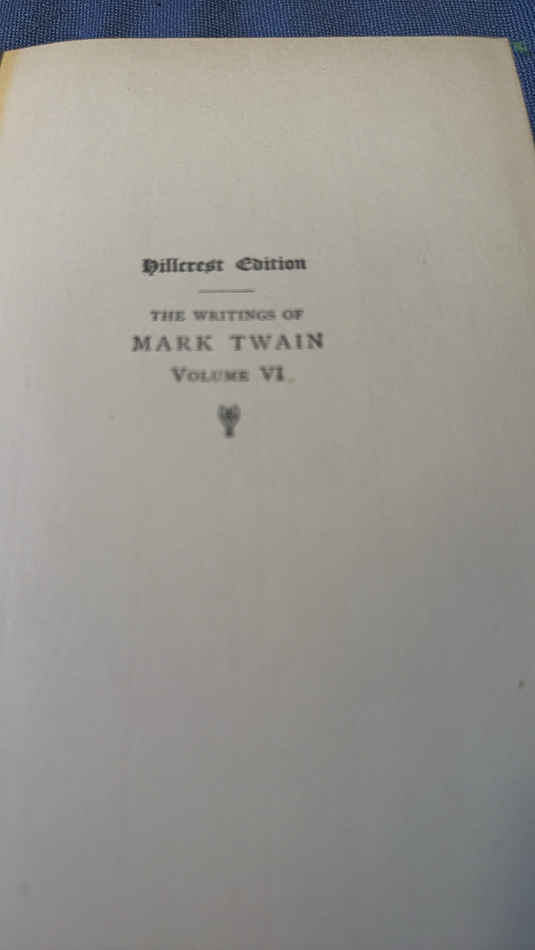 Hillcrest Edition
THE WRITINGS OF
MARK TWAIN
VOLUME VI